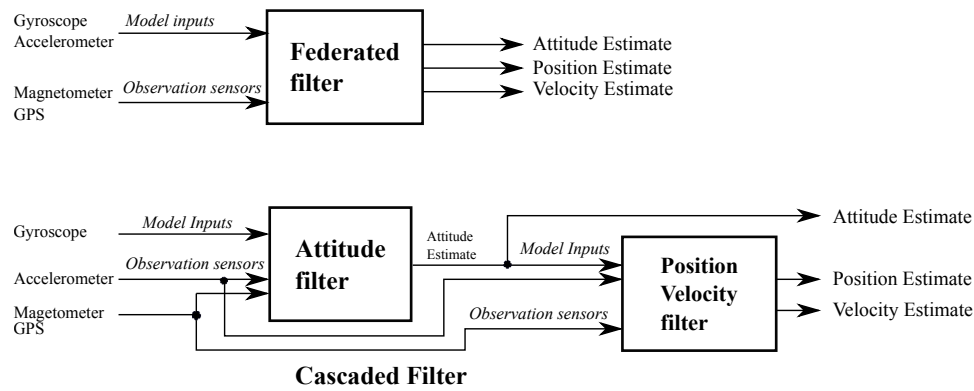 Gyroscope
Accelerometer
Model inputs
Magnetometer
GPS
Observation sensors
Federated
filter
Attitude Estimate
Position Estimate
Velocity Estimate
Gyroscope
Model Inputs
Accelerometer
Observation sensors
Magetometer
GPS
Attitude
filter
Attitude
Estimate
Model Inputs
Observation sensors
Position
Velocity
filter
Attitude Estimate
Position Estimate
Velocity Estimate
Cascaded Filter